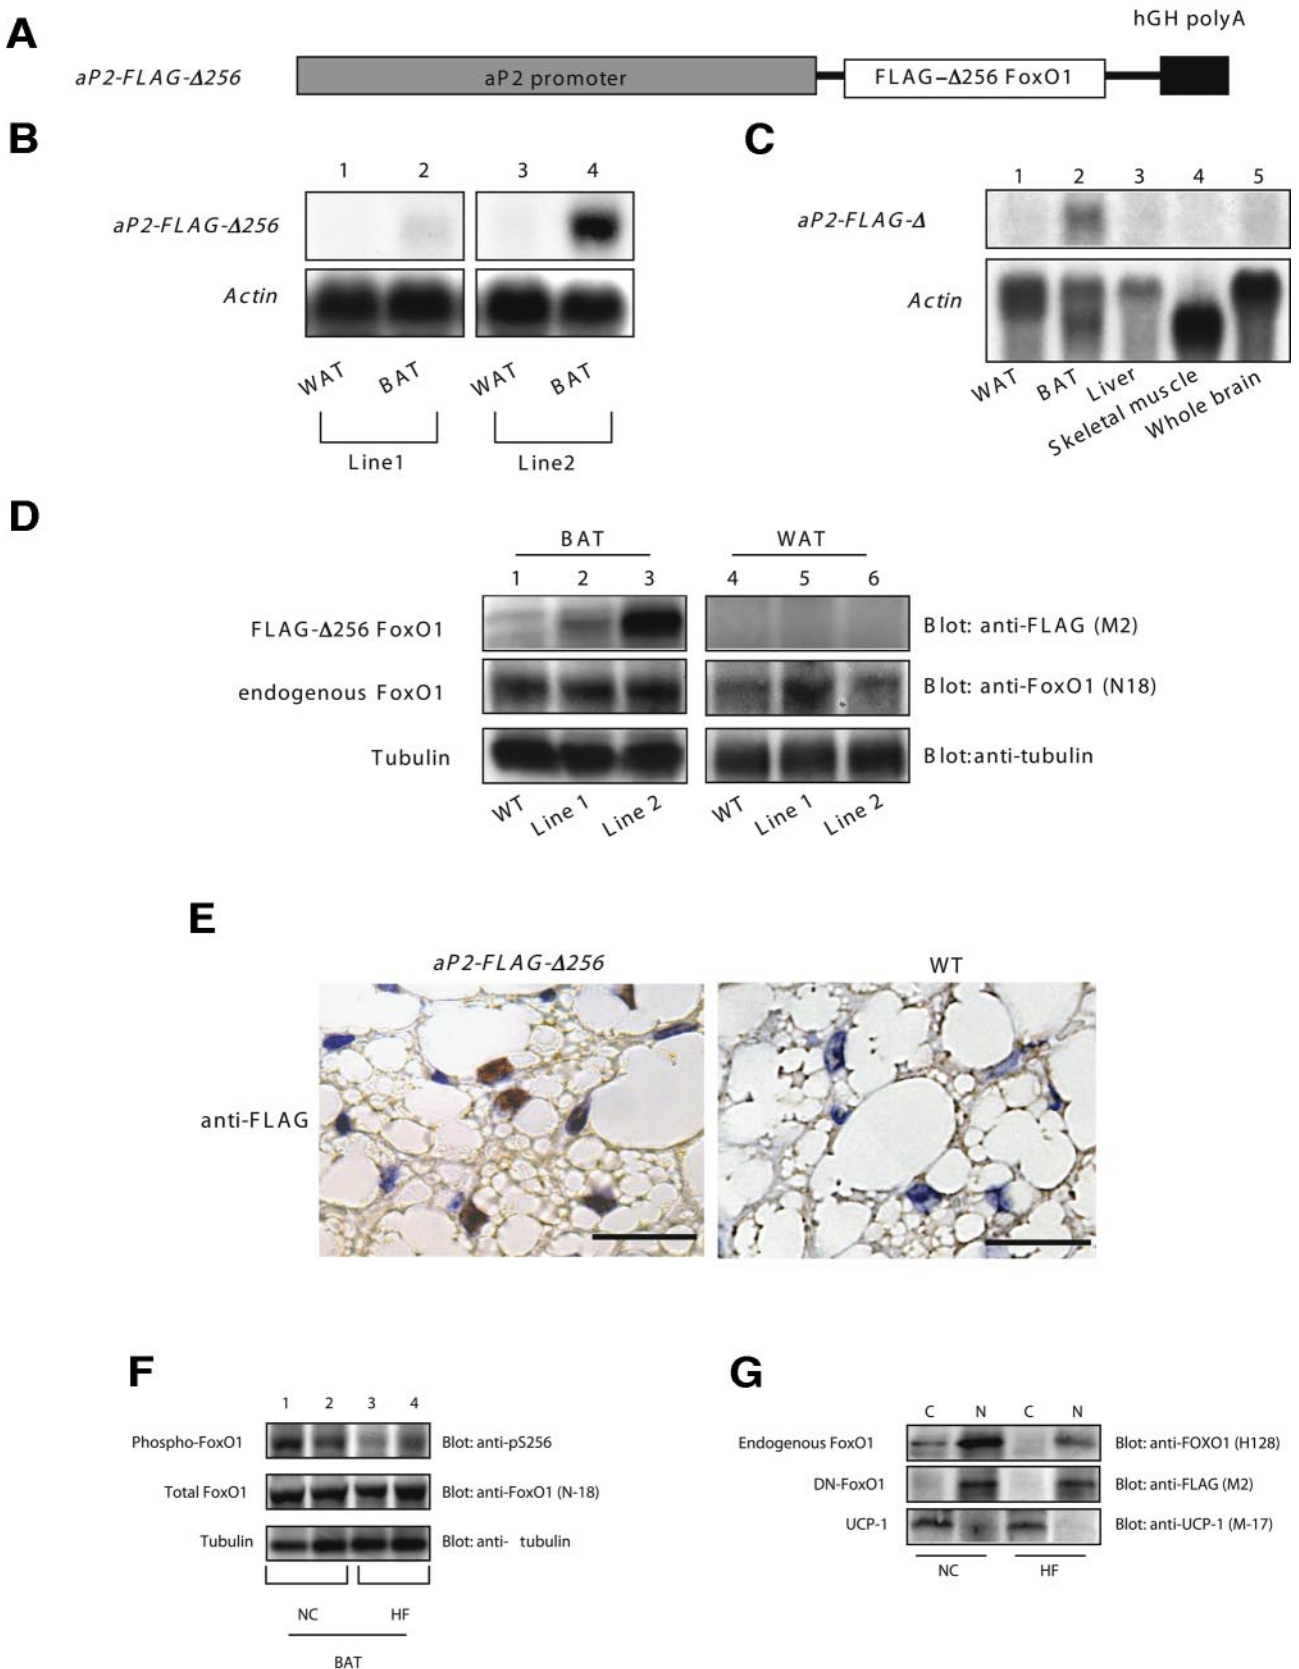 A
hGH polyA
aP2-FLAG-Δ256
aP2 promoter
FLAG–Δ256 FoxO1
B
1 2 3 4
aP2-FLAG-Δ256
Actin
WAT BAT WAT BAT
Line1 Line2
C
1 2 3 4 5
aP2-FLAG-Δ
Actin
WAT BAT Liver Skeletal muscle Whole brain
D
BAT WAT
1 2 3 4 5 6
FLAG-Δ256 FoxO1 Blot: anti-FLAG (M2)
endogenous FoxO1 Blot: anti-FoxO1 (N18)
Tubulin Blot:anti-tubulin
WT Line 1 Line 2 WT Line 1 Line 2
E
aP2-FLAG-Δ256 WT
anti-FLAG
F
1 2 3 4
Phospho-FoxO1 Blot: anti-pS256
Total FoxO1 Blot: anti-FoxO1 (N-18)
Tubulin Blot: anti- tubulin
NC HF
BAT
G
C N C N
Endogenous FoxO1 Blot: anti-FOXO1 (H128)
DN-FoxO1 Blot: anti-FLAG (M2)
UCP-1 Blot: anti-UCP-1 (M-17)
NC HF